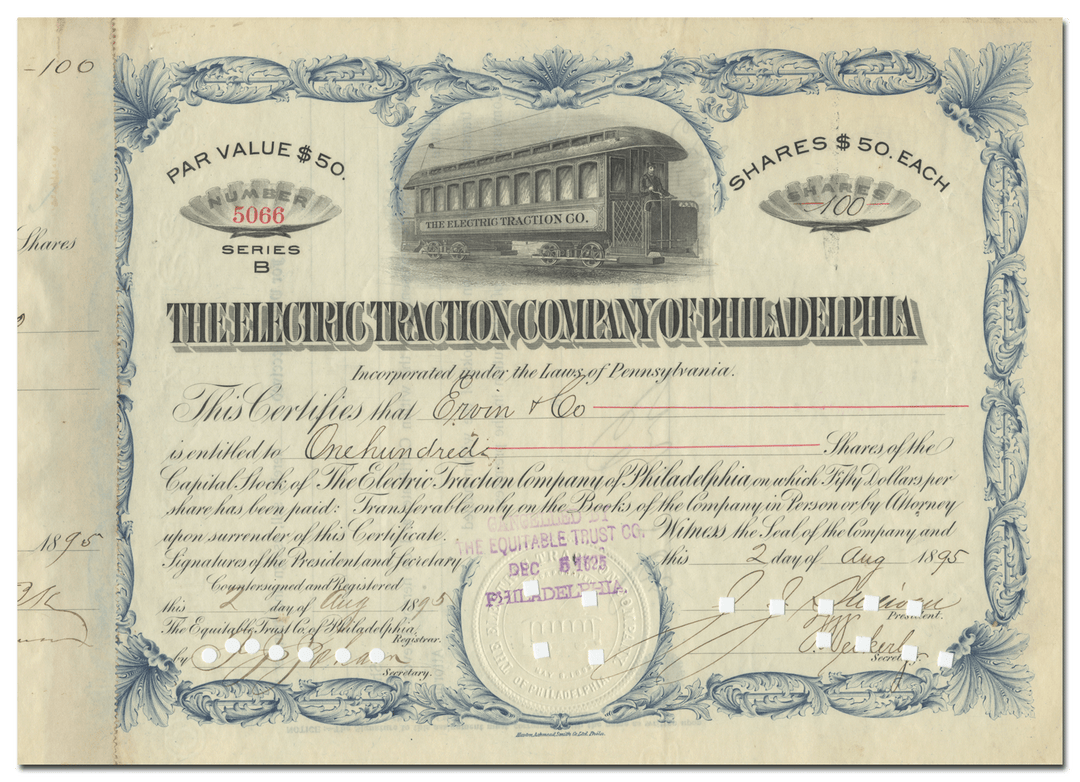 -100
Shares
1895
PAR VALUE $50.
NUMBER
5066
SERIES
B
THE ELECTRIC TRACTION CO.
SHARES $50. EACH
SHARES
-100-
THE ELECTRIC TRACTION COMPANY OF PHILADELPHIA
Incorporated under the Laws of Pennsylvania.
This Certifies that Ervin & Co
is entitled to One hundred Shares of the
Capital Stock of The Electric Traction Company of Philadelphia on which Fifty Dollars per
share has been paid: Transferable only on the Books of the Company in Person or by Attorney
upon surrender of this Certificate. Witness the Seal of the Company and
Signatures of the President and Secretary this 2 day of Aug 1895
CANCELLED BY
THE EQUITABLE TRUST CO.
DEC 5 1925
PHILADELPHIA.
Countersigned and Registered
this 2 day of Aug 1895
The Equitable Trust Co. of Philadelphia,
Registrar.
by
Secretary.
President.
Secretary.
OF PHILADELPHIA